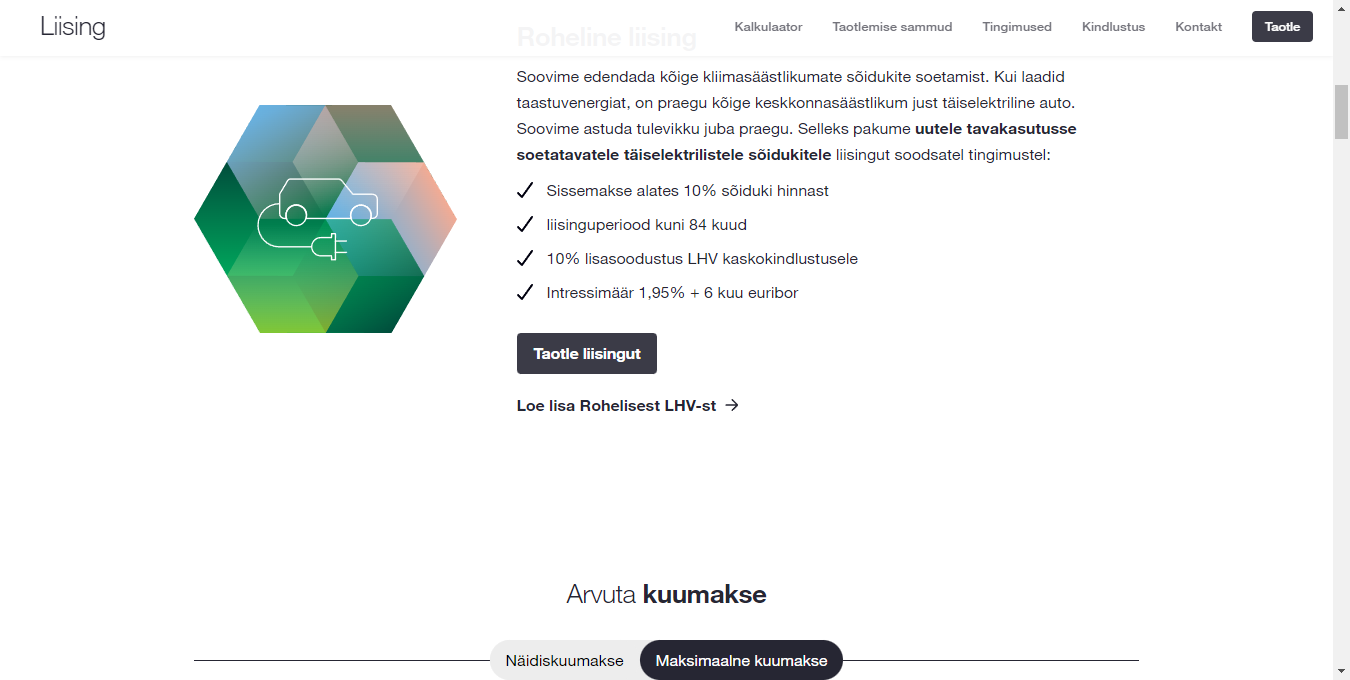 Liising
Kalkulaator
Taotlemise sammud
Tingimused
Kindlustus
Kontakt
Taotle
Roheline liising
Soovime edendada kõige kliimasäästlikumate sõidukite soetamist. Kui laadid
taastuvenergiat, on praegu kõige keskkonnasäästlikum just täiselektriline auto.
Soovime astuda tulevikku juba praegu. Selleks pakume uutele tavakasutusse
soetatavatele täiselektrilistele sõidukitele liisingut soodsatel tingimustel:
Sissemakse alates 10% sõiduki hinnast
liisinguperiood kuni 84 kuud
10% lisasoodustus LHV kaskokindlustusele
Intressimäär 1,95% + 6 kuu euribor
Taotle liisingut
Loe lisa Rohelisest LHV-st
Arvuta kuumakse
Näidiskuumakse
Maksimaalne kuumakse